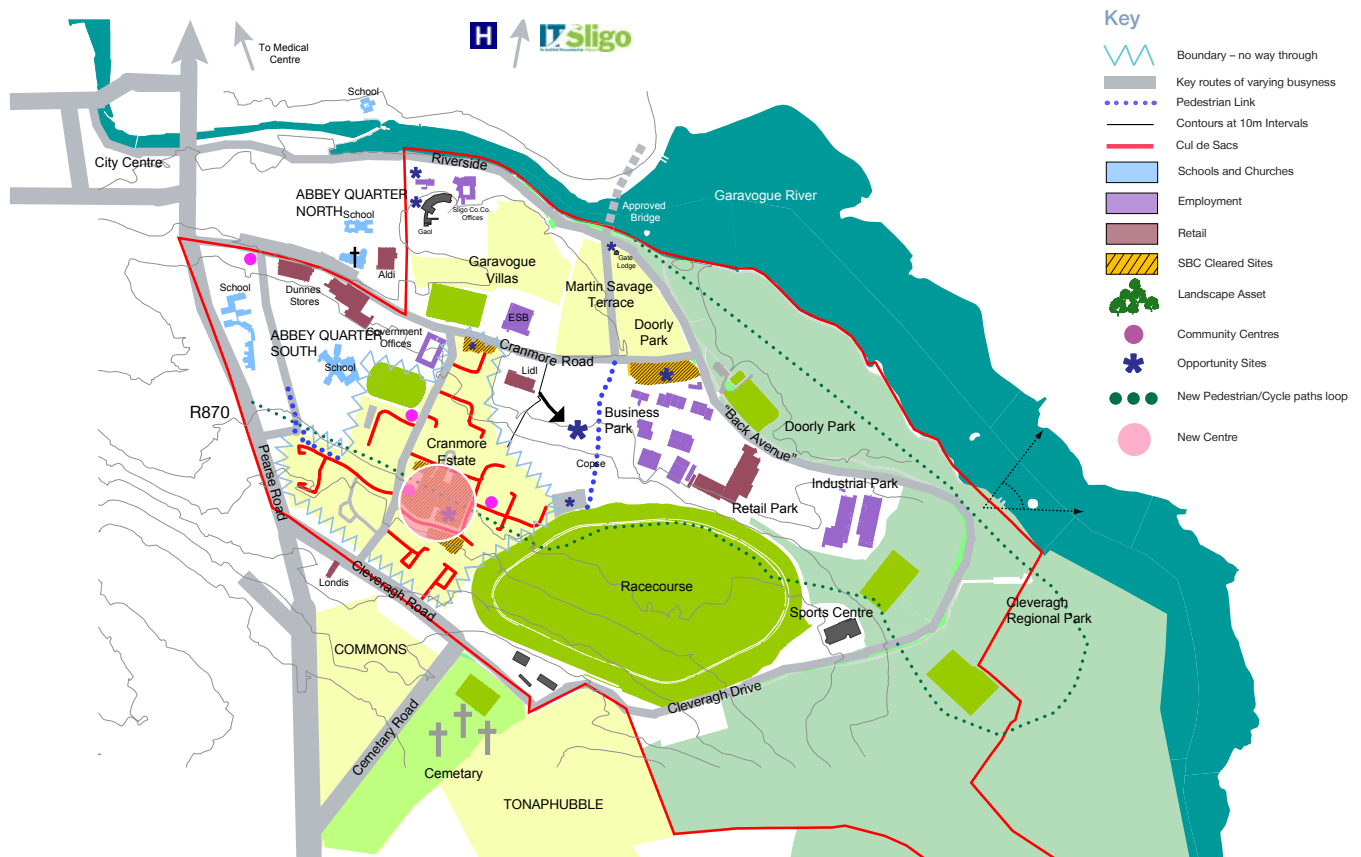 To Medical
Centre
H
IT Sligo
School
City Centre
Riverside
ABBEY QUARTER
NORTH
School
Sligo Co.Co.
Offices
Gaol
Approved
Bridge
Garavogue River
Gate
Lodge
Aldi
Garavogue
Villas
Martin Savage
Terrace
Dunnes
Stores
School
ABBEY QUARTER
SOUTH
Government
Offices
ESB
Doorly
Park
School
Cranmore Road
Lidl
R870
Pearse Road
Cranmore
Estate
Business
Park
Copse
"Back Avenue"
Doorly Park
Industrial Park
Retail Park
Londis
Cleveragh Road
Racecourse
Sports Centre
Cleveragh
Regional Park
COMMONS
Cleveragh Drive
Cemetary Road
Cemetary
TONAPHUBBLE
Key
Boundary – no way through
Key routes of varying busyness
Pedestrian Link
Contours at 10m Intervals
Cul de Sacs
Schools and Churches
Employment
Retail
SBC Cleared Sites
Landscape Asset
Community Centres
Opportunity Sites
New Pedestrian/Cycle paths loop
New Centre